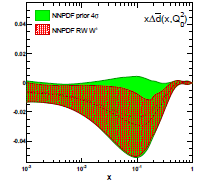 0.04
NNPDF prior 4σ
xΔd̄(x,Q₀²)
NNPDF RW W±
0.02
0
-0.02
-0.04
10⁻³
10⁻²
10⁻¹
1
x